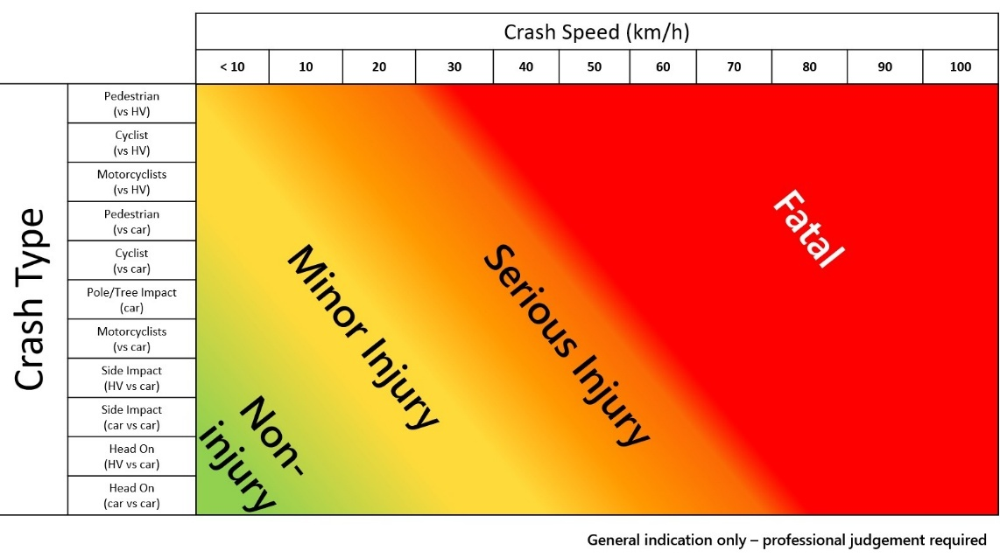 Crash Speed (km/h)
< 10 10 20 30 40 50 60 70 80 90 100
Crash Type
Pedestrian
(vs HV)
Cyclist
(vs HV)
Motorcyclists
(vs HV)
Pedestrian
(vs car)
Cyclist
(vs car)
Pole/Tree Impact
(car)
Motorcyclists
(vs car)
Side Impact
(HV vs car)
Side Impact
(car vs car)
Head On
(HV vs car)
Head On
(car vs car)
Non-
injury
Minor Injury
Serious Injury
Fatal
General indication only – professional judgement required